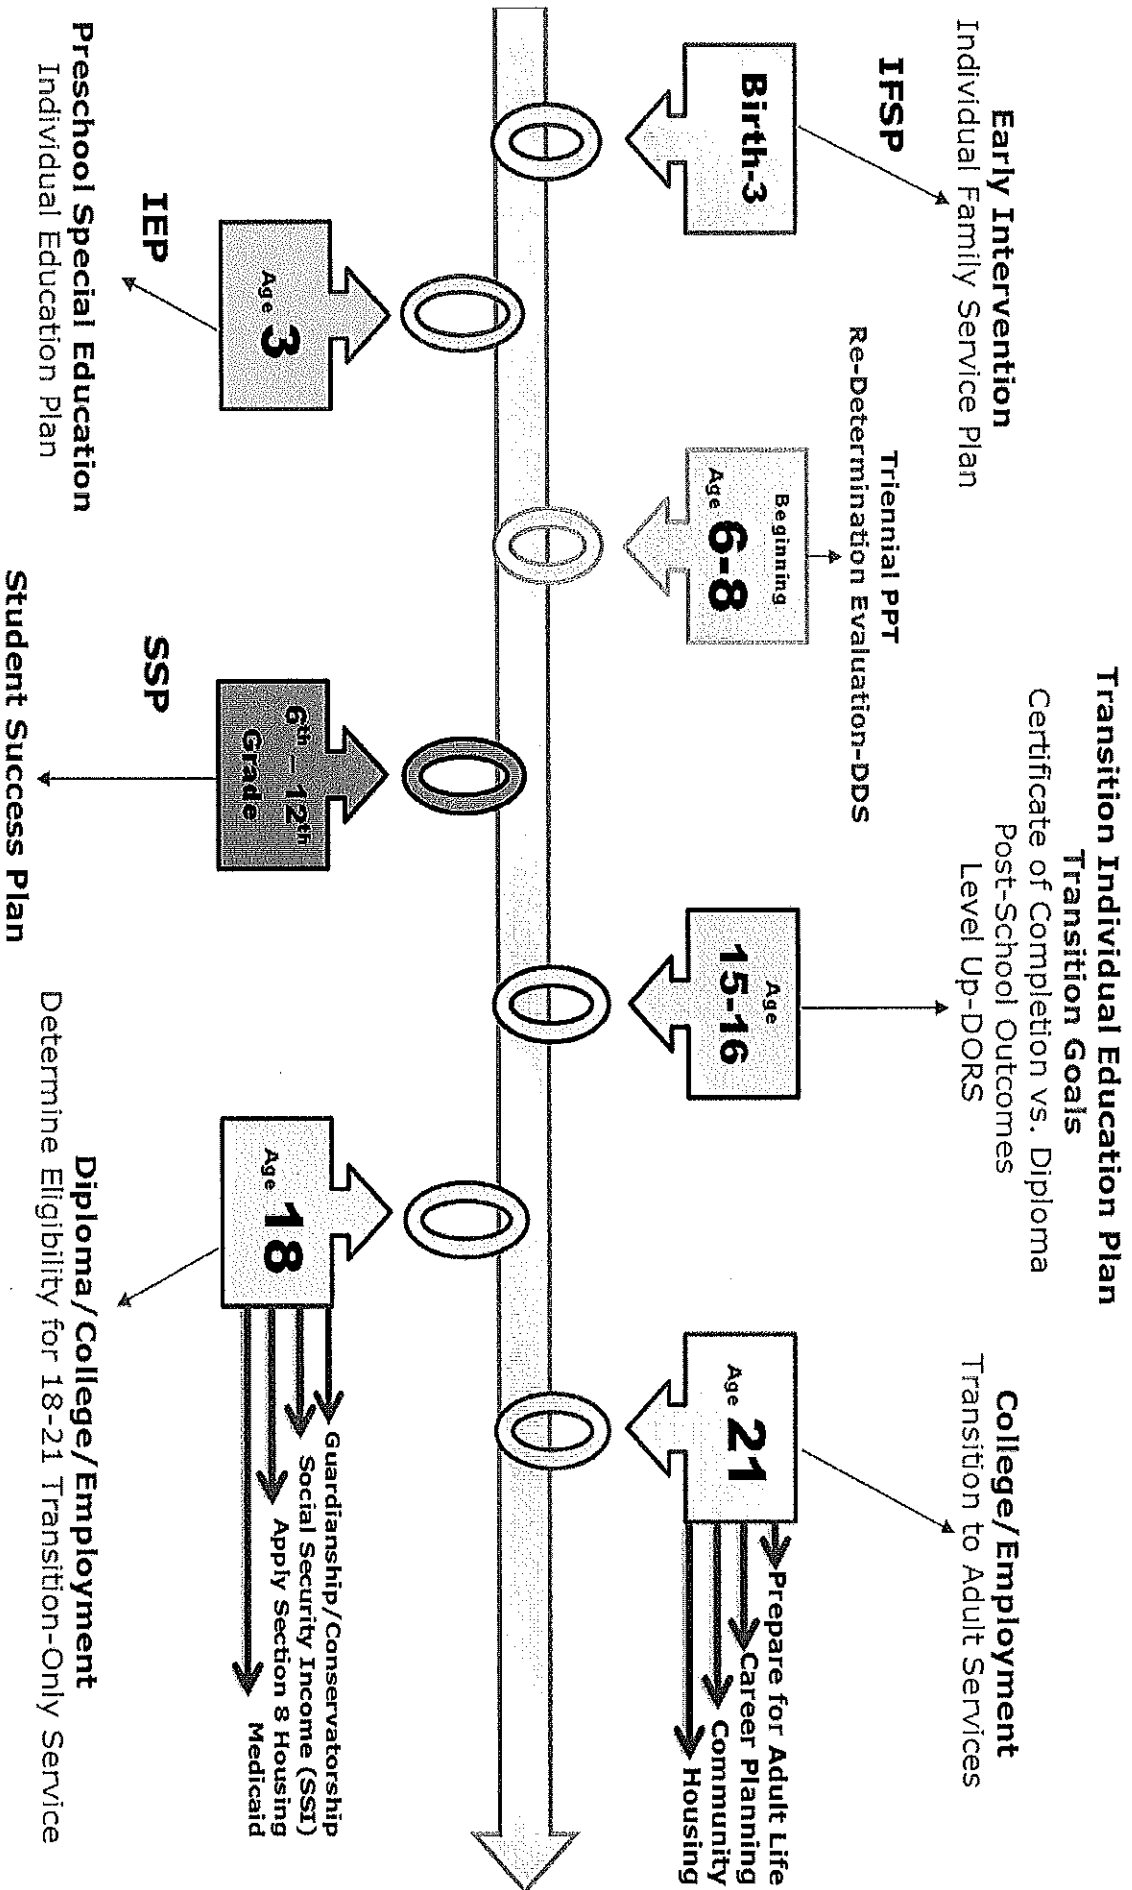 Early Intervention
Individual Family Service Plan
IFSP
Birth-3
Triennial PPT
Re-Determination Evaluation-DDS
Beginning
Age 6-8
Transition Individual Education Plan
Transition Goals
Certificate of Completion vs. Diploma
Post-School Outcomes
Level Up-DORS
Age
15-16
College/Employment
Transition to Adult Services
Age 21
Prepare for Adult Life
Career Planning
Community
Housing
Age 3
IEP
Preschool Special Education
Individual Education Plan
6th – 12th
Grade
SSP
Student Success Plan
Age 18
Guardianship/Conservatorship
Social Security Income (SSI)
Apply Section 8 Housing
Medicaid
Diploma/College/Employment
Determine Eligibility for 18-21 Transition-Only Service